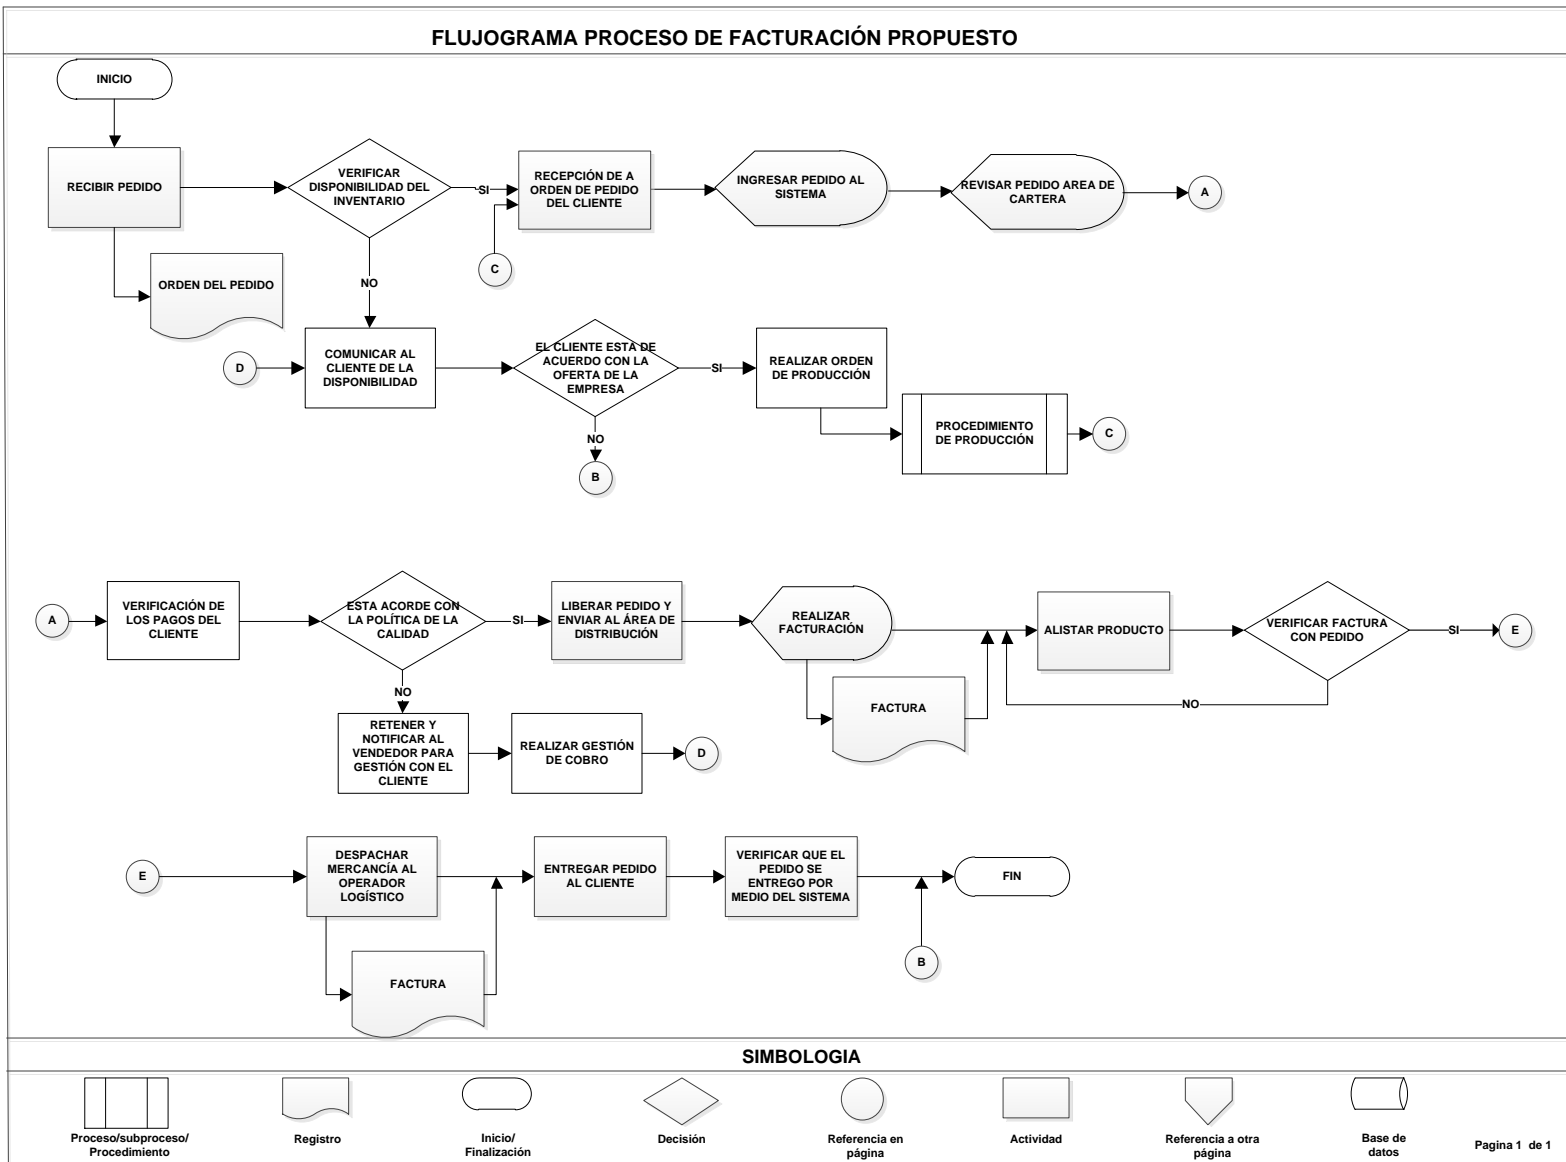 FLUJOGRAMA PROCESO DE FACTURACIÓN PROPUESTO
INICIO
RECIBIR PEDIDO
VERIFICAR
DISPONIBILIDAD DEL
INVENTARIO
SI
RECEPCIÓN DE A
ORDEN DE PEDIDO
DEL CLIENTE
INGRESAR PEDIDO AL
SISTEMA
REVISAR PEDIDO AREA DE
CARTERA
A
C
NO
ORDEN DEL PEDIDO
D
COMUNICAR AL
CLIENTE DE LA
DISPONIBILIDAD
EL CLIENTE ESTA DE
ACUERDO CON LA
OFERTA DE LA
EMPRESA
SI
REALIZAR ORDEN
DE PRODUCCIÓN
NO
B
PROCEDIMIENTO
DE PRODUCCIÓN
C
A
VERIFICACIÓN DE
LOS PAGOS DEL
CLIENTE
ESTA ACORDE CON
LA POLÍTICA DE LA
CALIDAD
SI
LIBERAR PEDIDO Y
ENVIAR AL ÁREA DE
DISTRIBUCIÓN
REALIZAR
FACTURACIÓN
ALISTAR PRODUCTO
VERIFICAR FACTURA
CON PEDIDO
SI
E
NO
FACTURA
NO
RETENER Y
NOTIFICAR AL
VENDEDOR PARA
GESTIÓN CON EL
CLIENTE
REALIZAR GESTIÓN
DE COBRO
D
E
DESPACHAR
MERCANCÍA AL
OPERADOR
LOGÍSTICO
ENTREGAR PEDIDO
AL CLIENTE
VERIFICAR QUE EL
PEDIDO SE
ENTREGO POR
MEDIO DEL SISTEMA
FIN
B
FACTURA
SIMBOLOGIA
Proceso/subproceso/
Procedimiento
Registro
Inicio/
Finalización
Decisión
Referencia en
página
Actividad
Referencia a otra
página
Base de
datos
Pagina 1 de 1